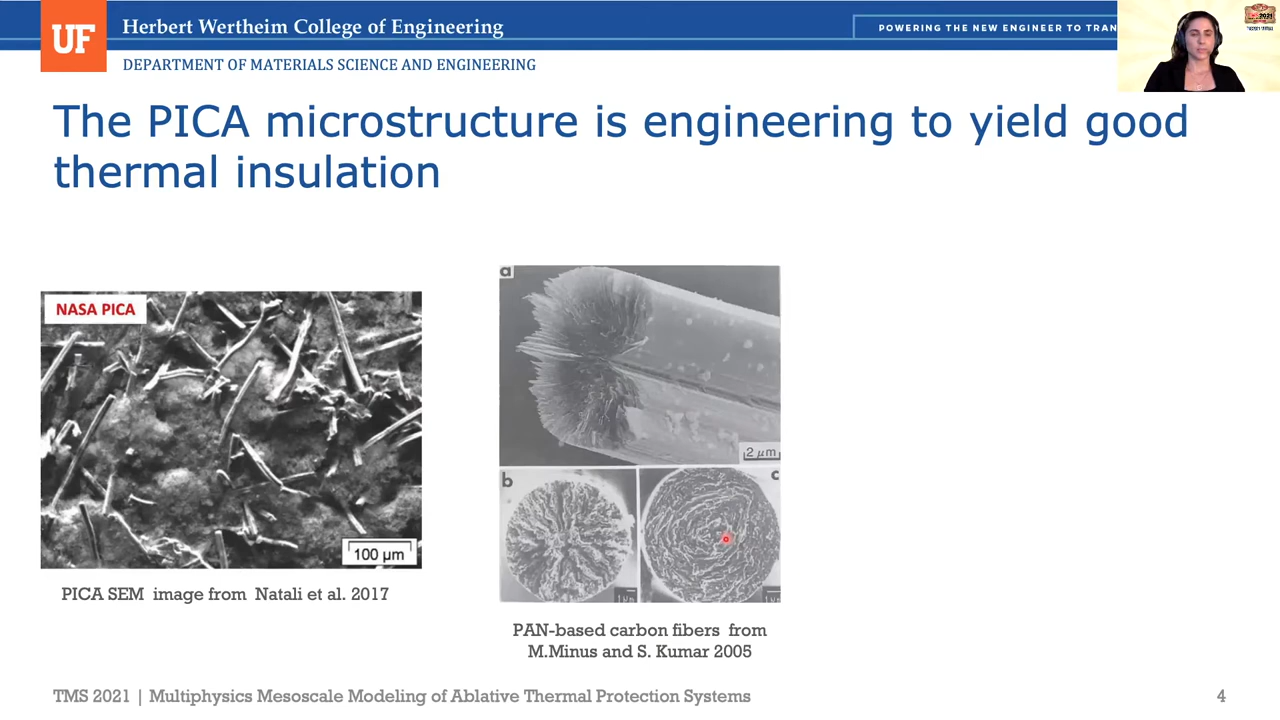 UF
Herbert Wertheim College of Engineering
POWERING THE NEW ENGINEER TO TRAN
DEPARTMENT OF MATERIALS SCIENCE AND ENGINEERING
The PICA microstructure is engineering to yield good
thermal insulation
NASA PICA
100 µm
PICA SEM image from Natali et al. 2017
a
2 µm
b
c
1µm
PAN-based carbon fibers from
M.Minus and S. Kumar 2005
TMS 2021 | Multiphysics Mesoscale Modeling of Ablative Thermal Protection Systems
4